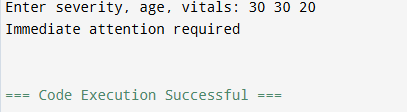 Enter severity, age, vitals: 30 30 20
Immediate attention required
=== Code Execution Successful ===